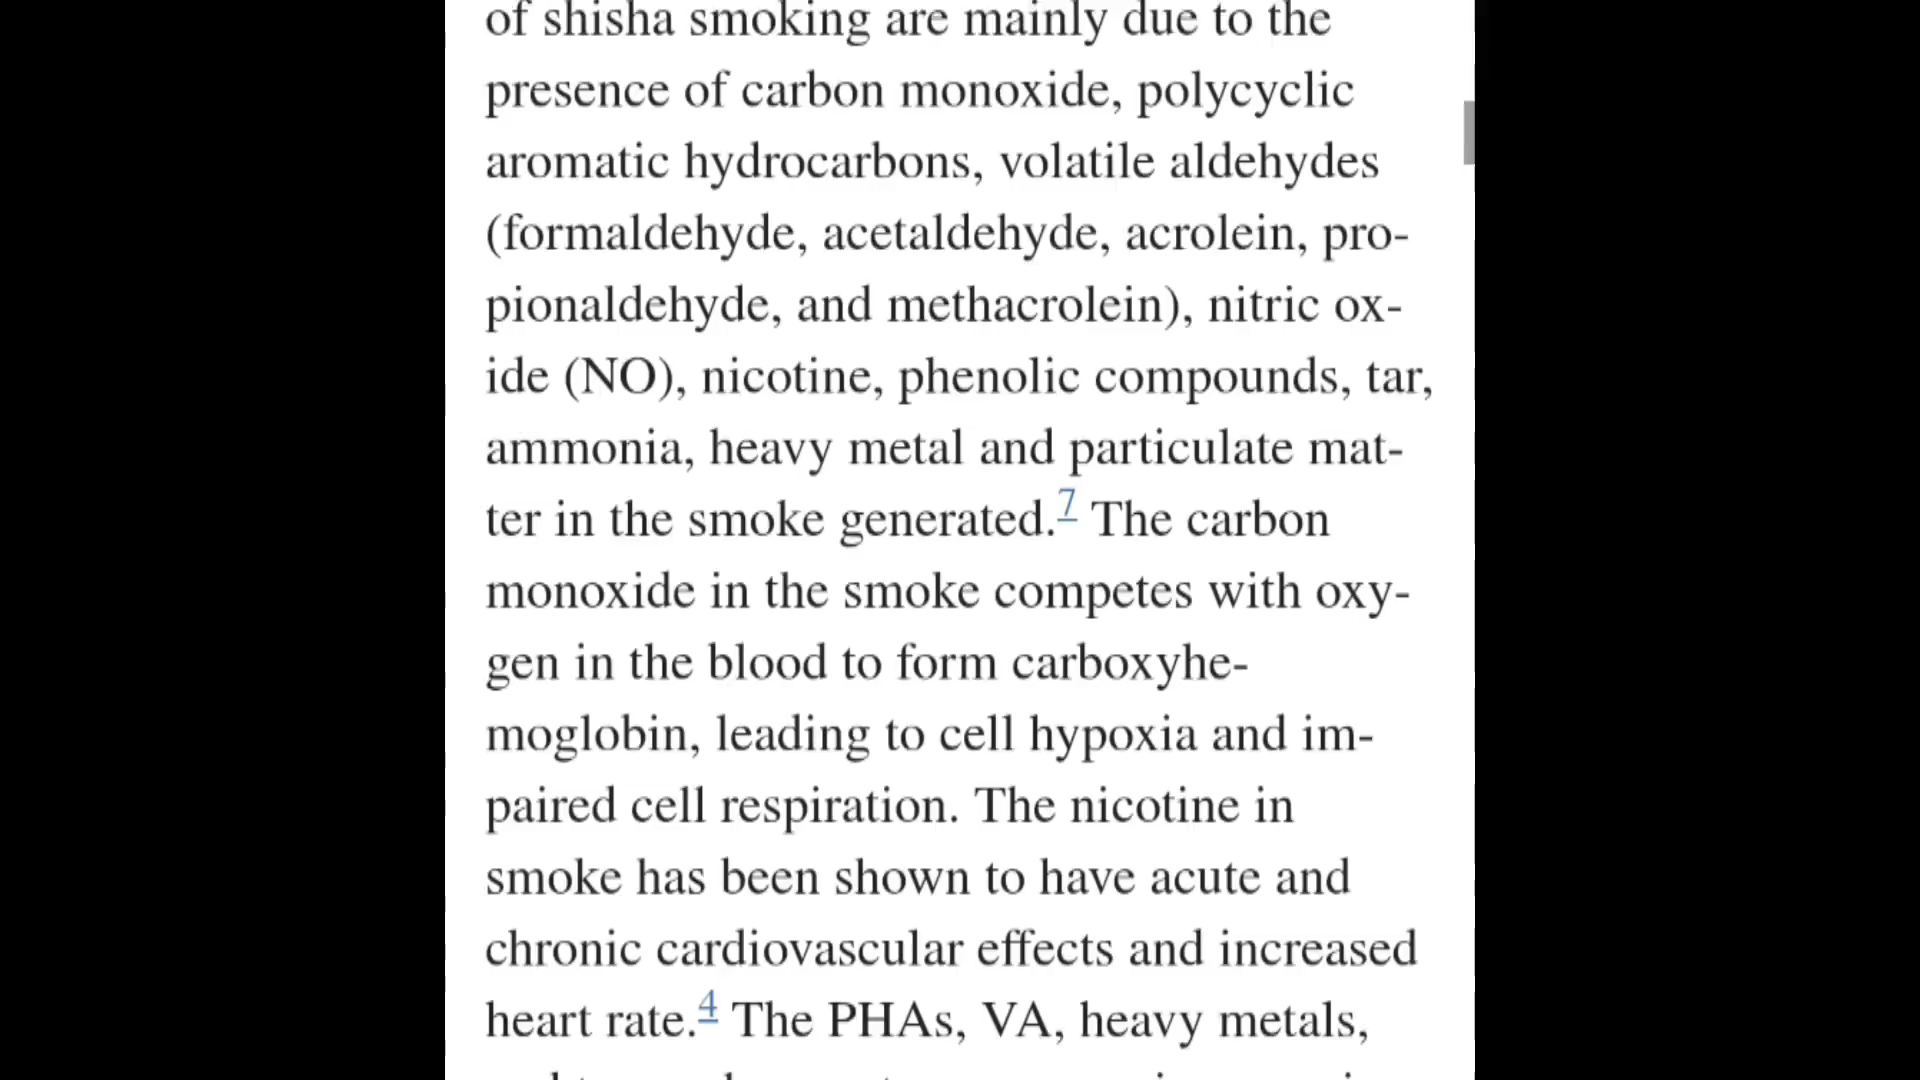 of shisha smoking are mainly due to the
presence of carbon monoxide, polycyclic
aromatic hydrocarbons, volatile aldehydes
(formaldehyde, acetaldehyde, acrolein, pro-
pionaldehyde, and methacrolein), nitric ox-
ide (NO), nicotine, phenolic compounds, tar,
ammonia, heavy metal and particulate mat-
ter in the smoke generated.7 The carbon
monoxide in the smoke competes with oxy-
gen in the blood to form carboxyhe-
moglobin, leading to cell hypoxia and im-
paired cell respiration. The nicotine in
smoke has been shown to have acute and
chronic cardiovascular effects and increased
heart rate.4 The PHAs, VA, heavy metals,